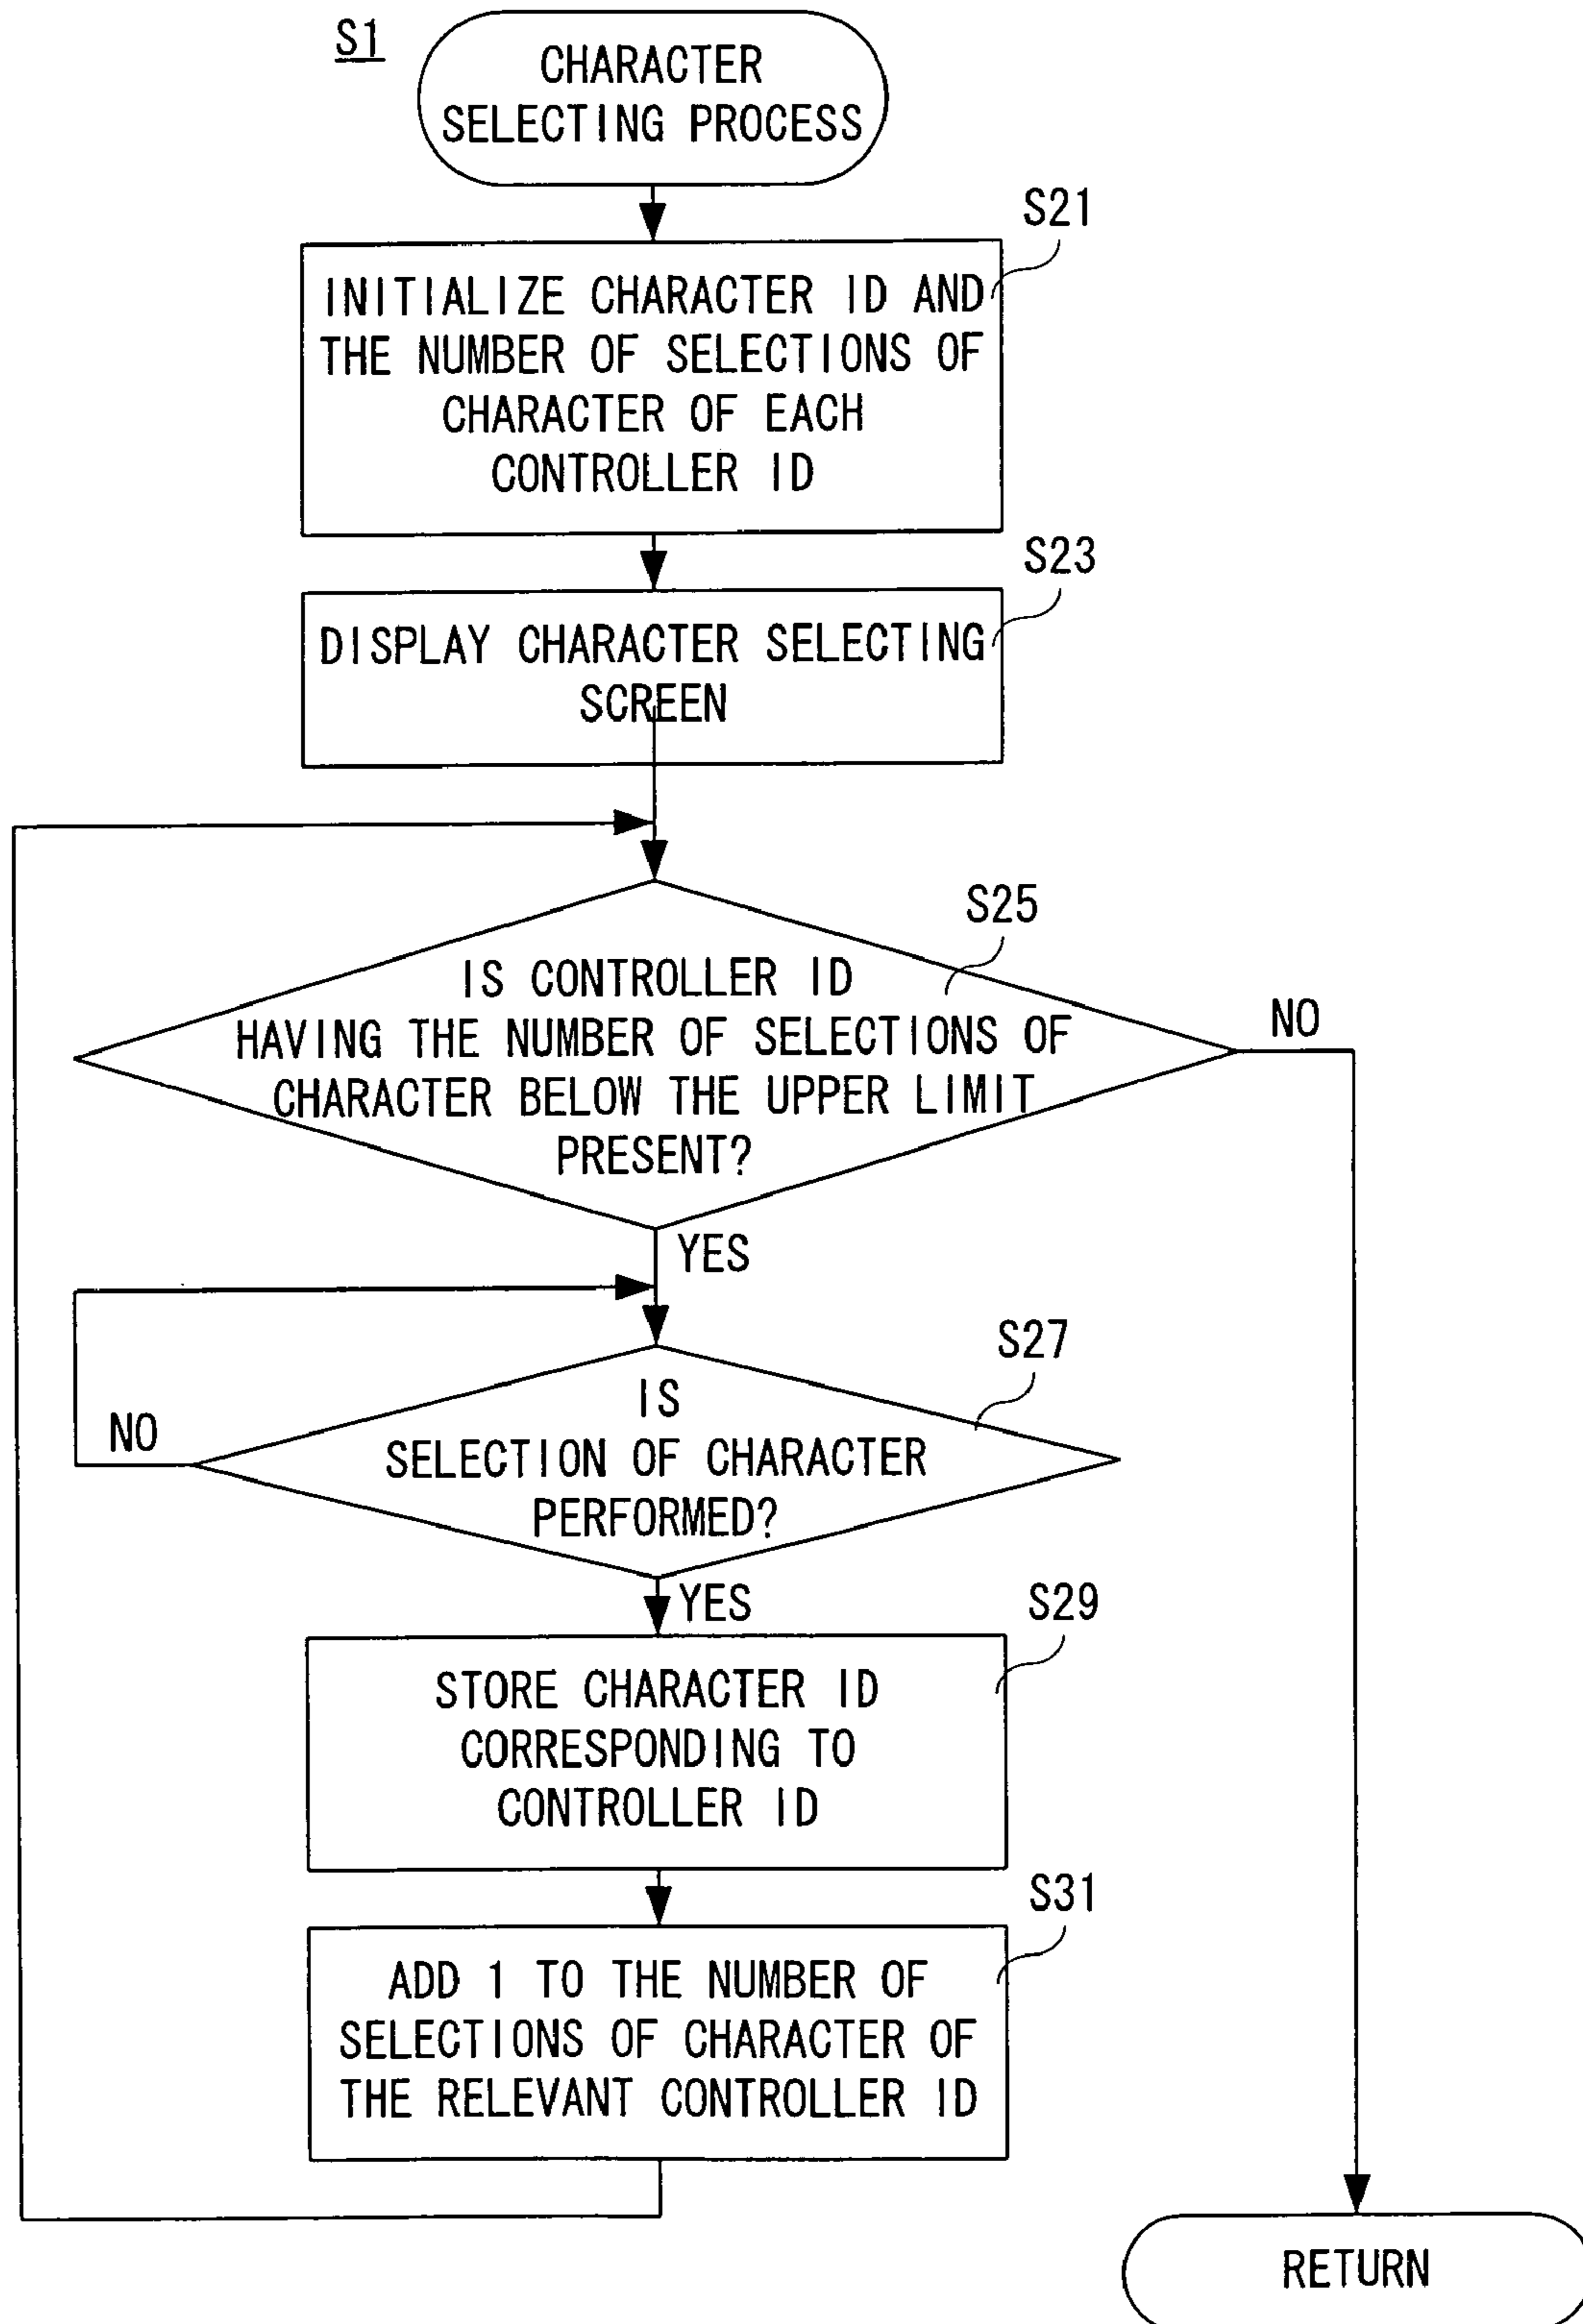 S1
CHARACTER
SELECTING PROCESS
S21
INITIALIZE CHARACTER ID AND
THE NUMBER OF SELECTIONS OF
CHARACTER OF EACH
CONTROLLER ID
S23
DISPLAY CHARACTER SELECTING
SCREEN
S25
IS CONTROLLER ID
HAVING THE NUMBER OF SELECTIONS OF
CHARACTER BELOW THE UPPER LIMIT
PRESENT?
NO
YES
S27
IS
SELECTION OF CHARACTER
PERFORMED?
NO
YES
S29
STORE CHARACTER ID
CORRESPONDING TO
CONTROLLER ID
S31
ADD 1 TO THE NUMBER OF
SELECTIONS OF CHARACTER OF
THE RELEVANT CONTROLLER ID
RETURN